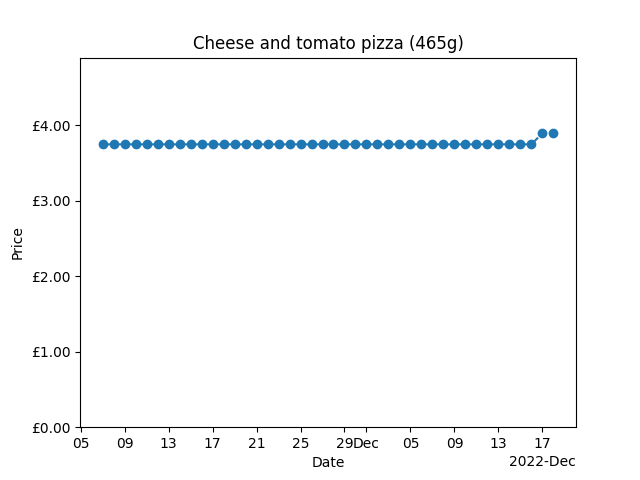 Cheese and tomato pizza (465g)
£4.00
£3.00
£2.00
£1.00
£0.00
Price
05 09 13 17 21 25 29 Dec 05 09 13 17
Date
2022-Dec